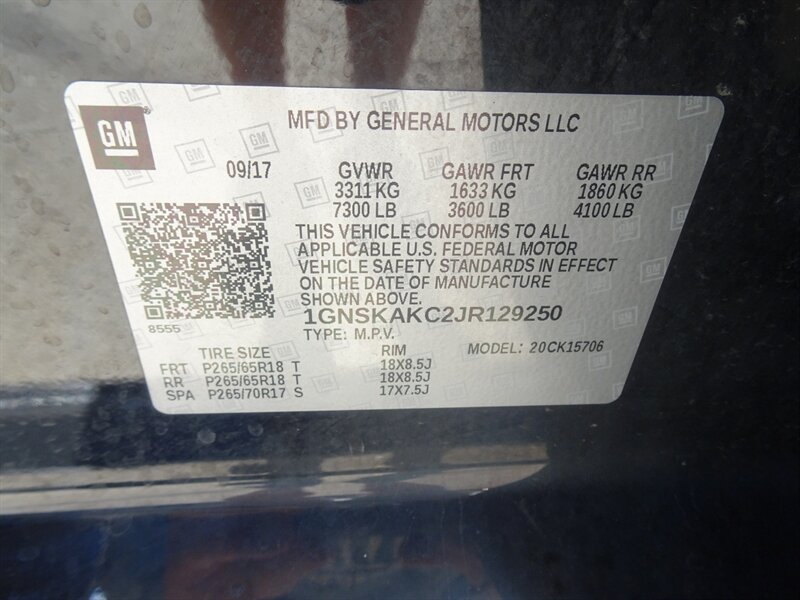 GM
MFD BY GENERAL MOTORS LLC
09/17 GVWR GAWR FRT GAWR RR
3311 KG 1633 KG 1860 KG
7300 LB 3600 LB 4100 LB
THIS VEHICLE CONFORMS TO ALL
APPLICABLE U.S. FEDERAL MOTOR
VEHICLE SAFETY STANDARDS IN EFFECT
ON THE DATE OF MANUFACTURE
SHOWN ABOVE.
8555
1GNSKAKC2JR129250
TYPE: M.P.V. MODEL: 20CK15706
TIRE SIZE RIM
FRT P265/65R18 T 18X8.5J
RR P265/65R18 T 18X8.5J
SPA P265/70R17 S 17X7.5J